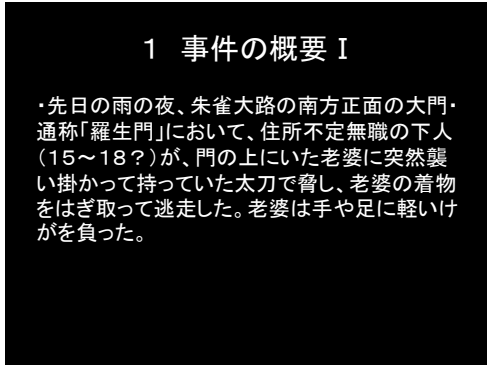 1 事件の概要Ⅰ
・先日の雨の夜、朱雀大路の南方正面の大門・
通称「羅生門」において、住所不定無職の下人
(15~18?)が、門の上にいた老婆に突然襲
い掛かって持っていた太刀で脅し、老婆の着物
をはぎ取って逃走した。老婆は手や足に軽いけ
がを負った。